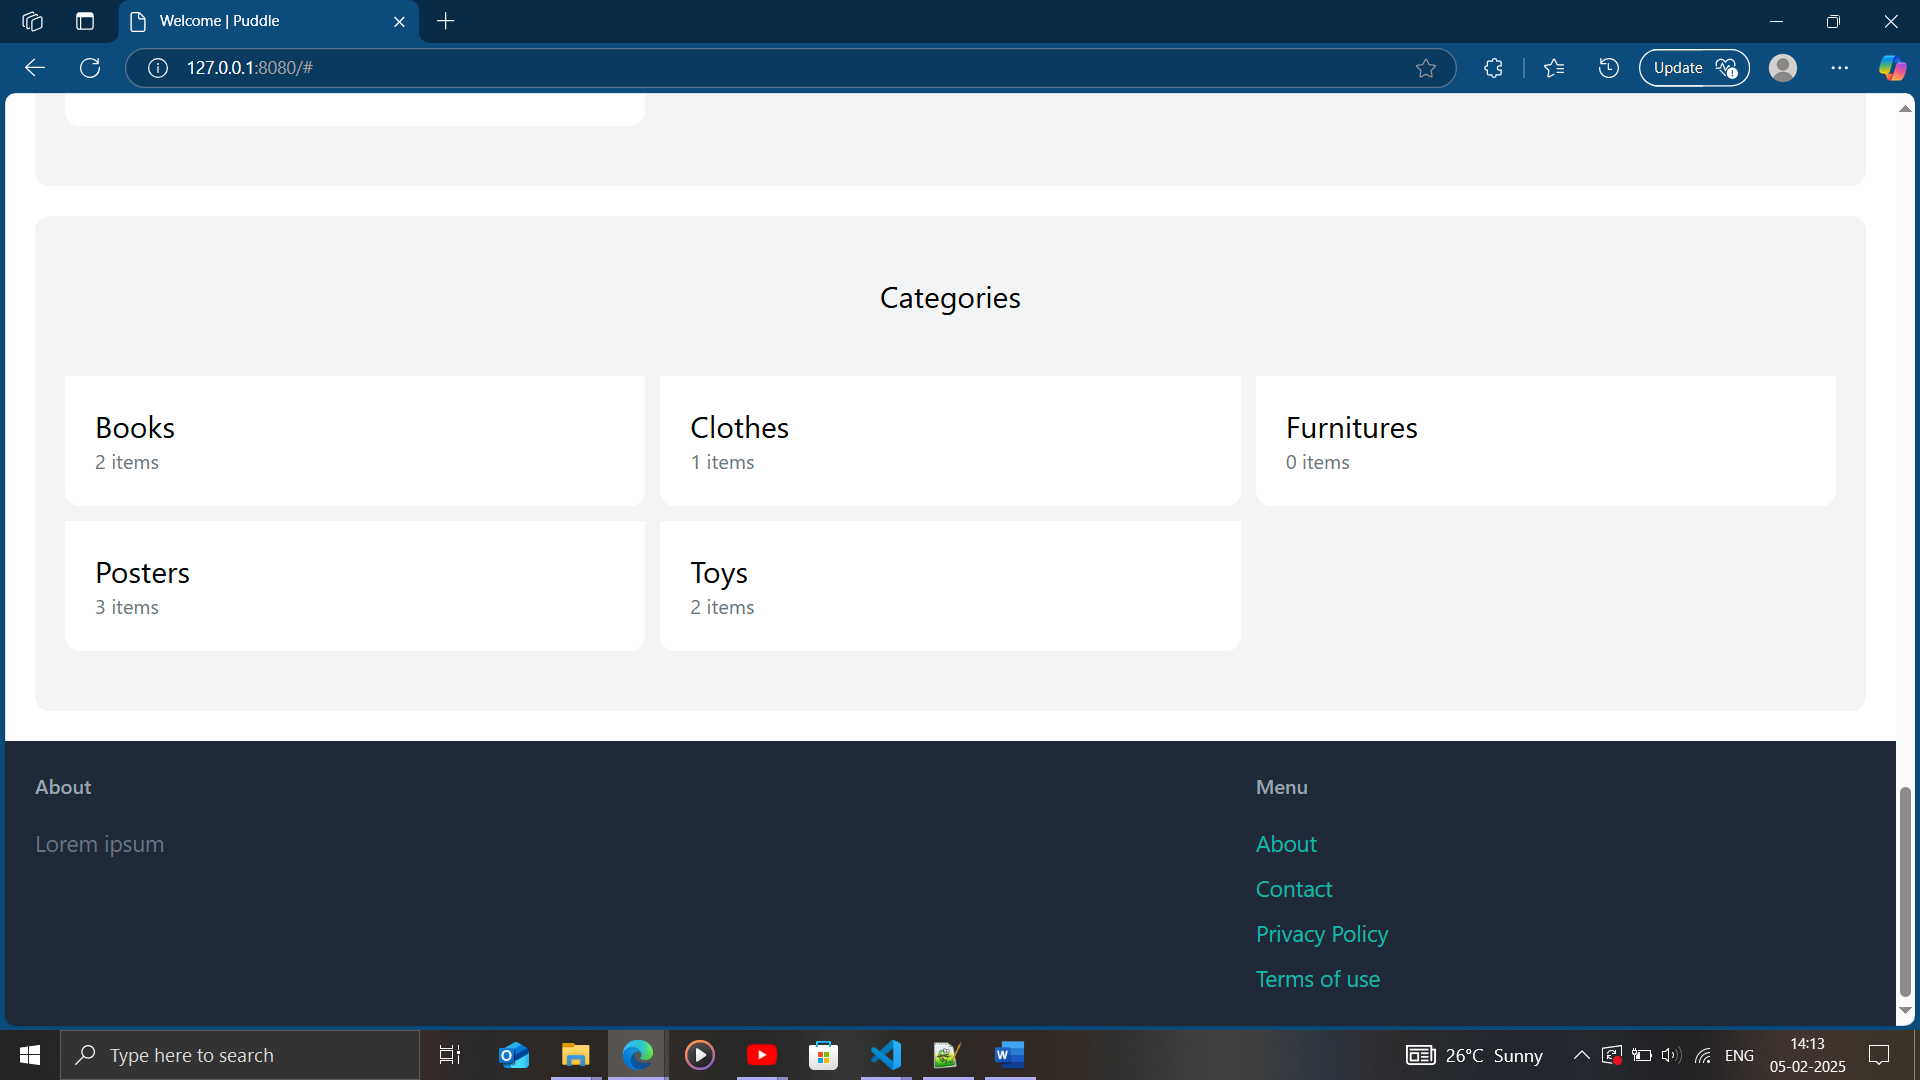 Welcome | Puddle
127.0.0.1:8080/#
Update
Categories
Books
2 items
Clothes
1 items
Furnitures
0 items
Posters
3 items
Toys
2 items
About
Lorem ipsum
Menu
About
Contact
Privacy Policy
Terms of use
Type here to search
26°C Sunny
ENG
14:13
05-02-2025